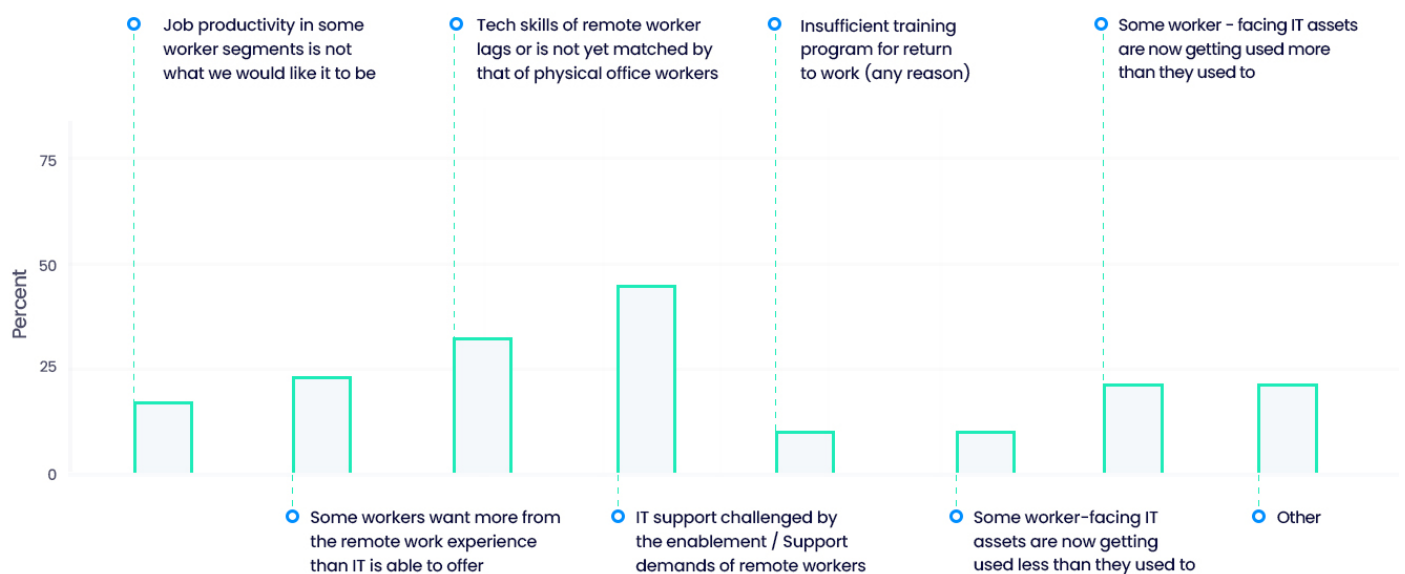 Job productivity in some
worker segments is not
what we would like it to be
Tech skills of remote worker
lags or is not yet matched by
that of physical office workers
Insufficient training
program for return
to work (any reason)
Some worker - facing IT assets
are now getting used more
than they used to
75
50
25
0
Percent
Some workers want more from
the remote work experience
than IT is able to offer
IT support challenged by
the enablement / Support
demands of remote workers
Some worker-facing IT
assets are now getting
used less than they used to
Other